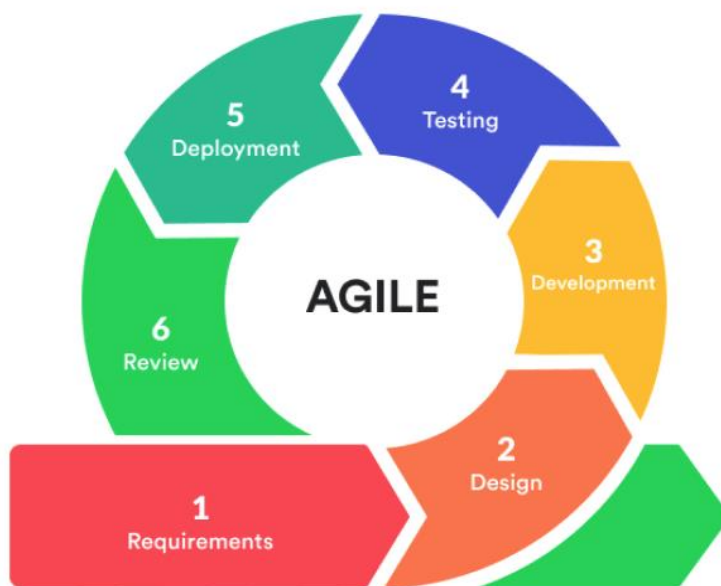 5
Deployment
4
Testing
3
Development
AGILE
6
Review
2
Design
1
Requirements